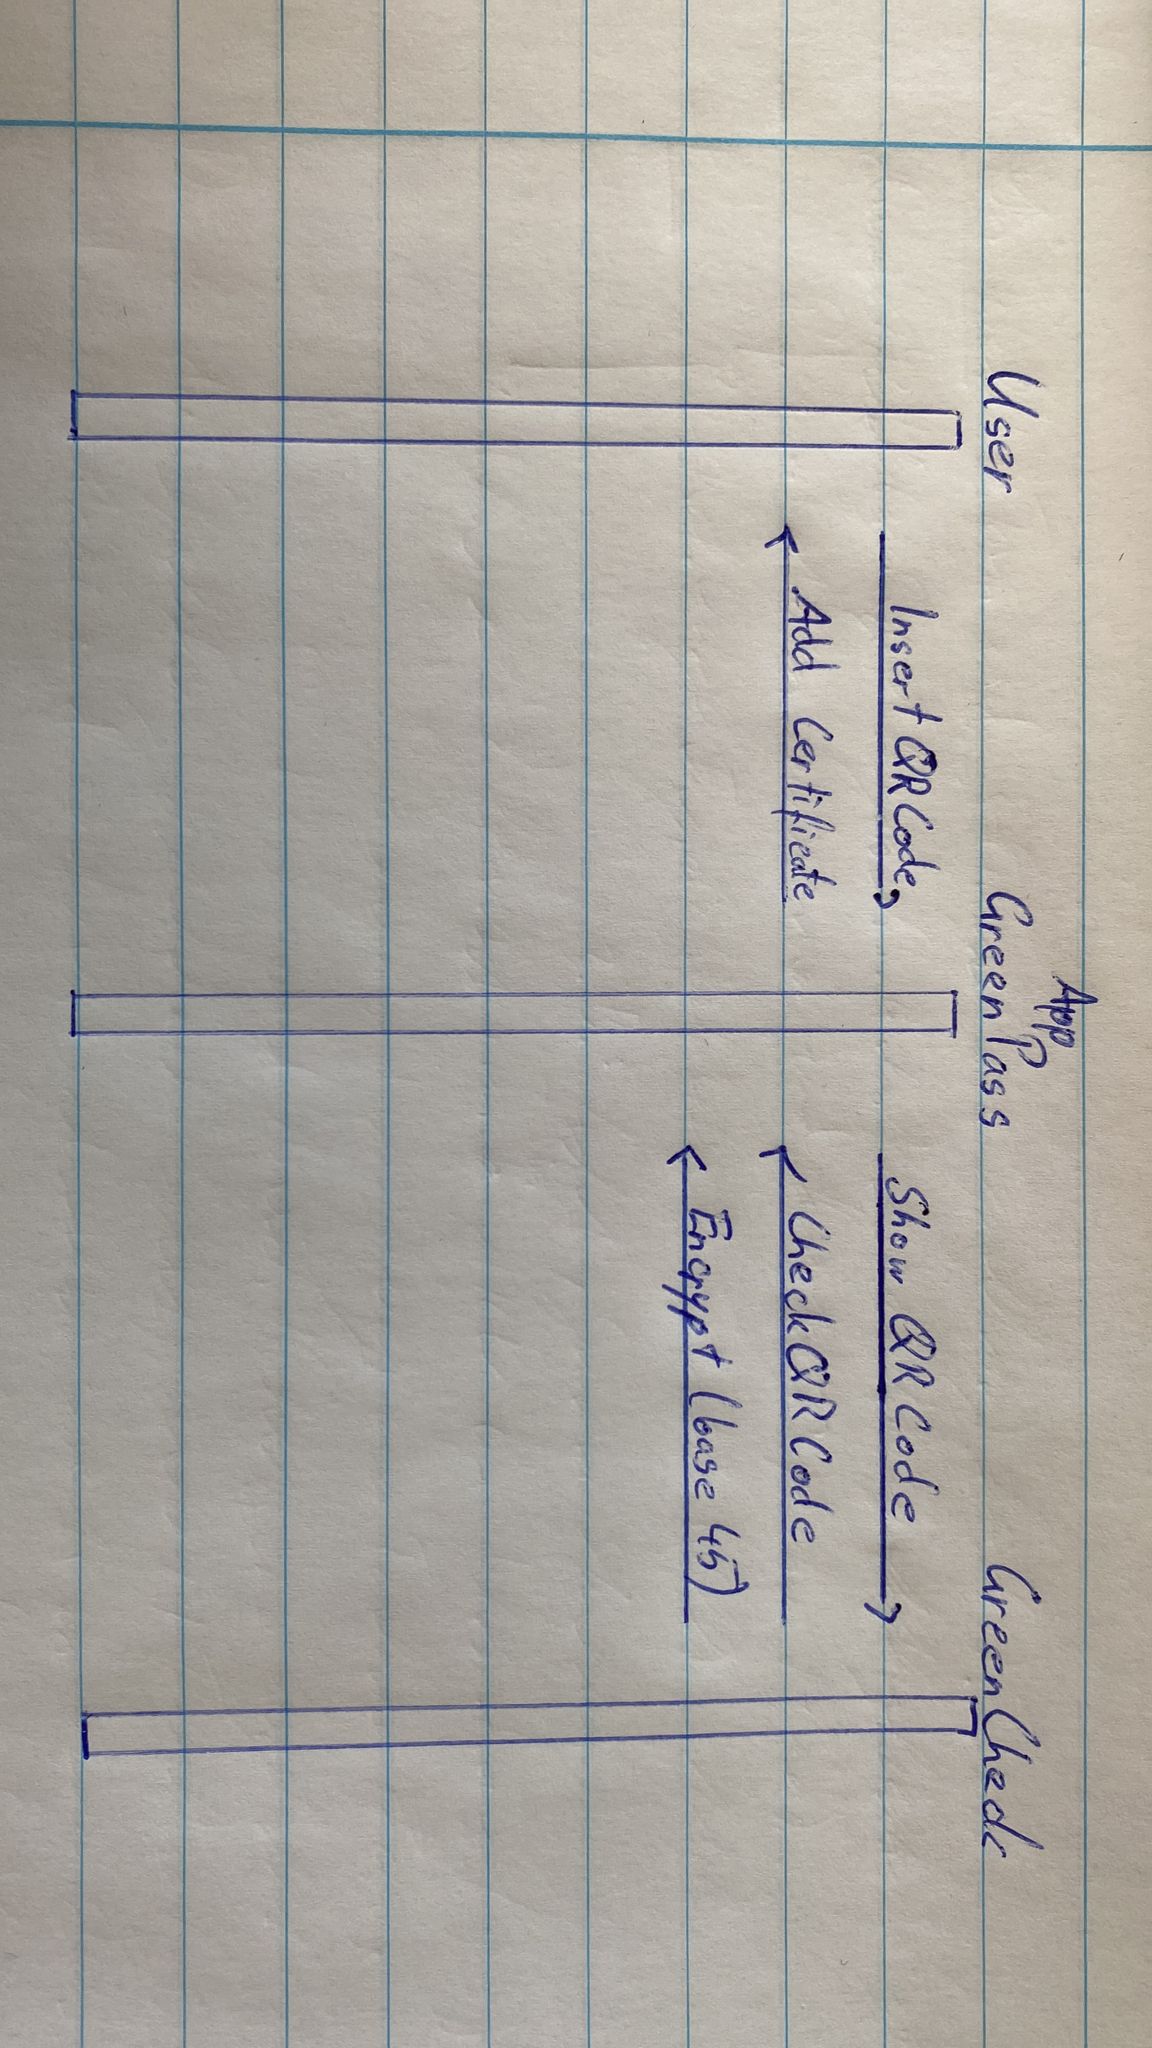 App
User Green Pass Green Check
Insert QR Code Show QR Code
Add Certificate Check QR Code
Encrypt (base 45)